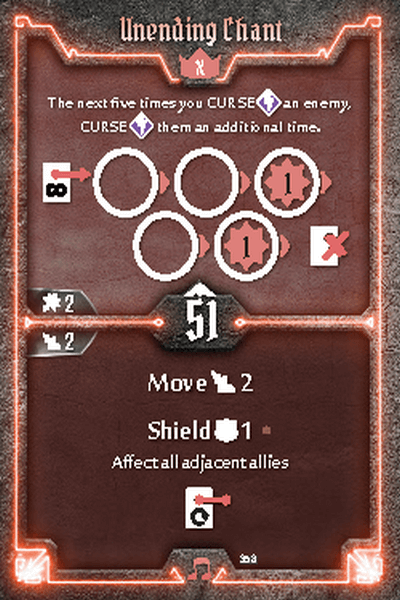 Unending Chant
X
The next five times you CURSE an enemy,
CURSE them an additional time.
1
1
2
51
2
Move 2
Shield 1
Affect all adjacent allies